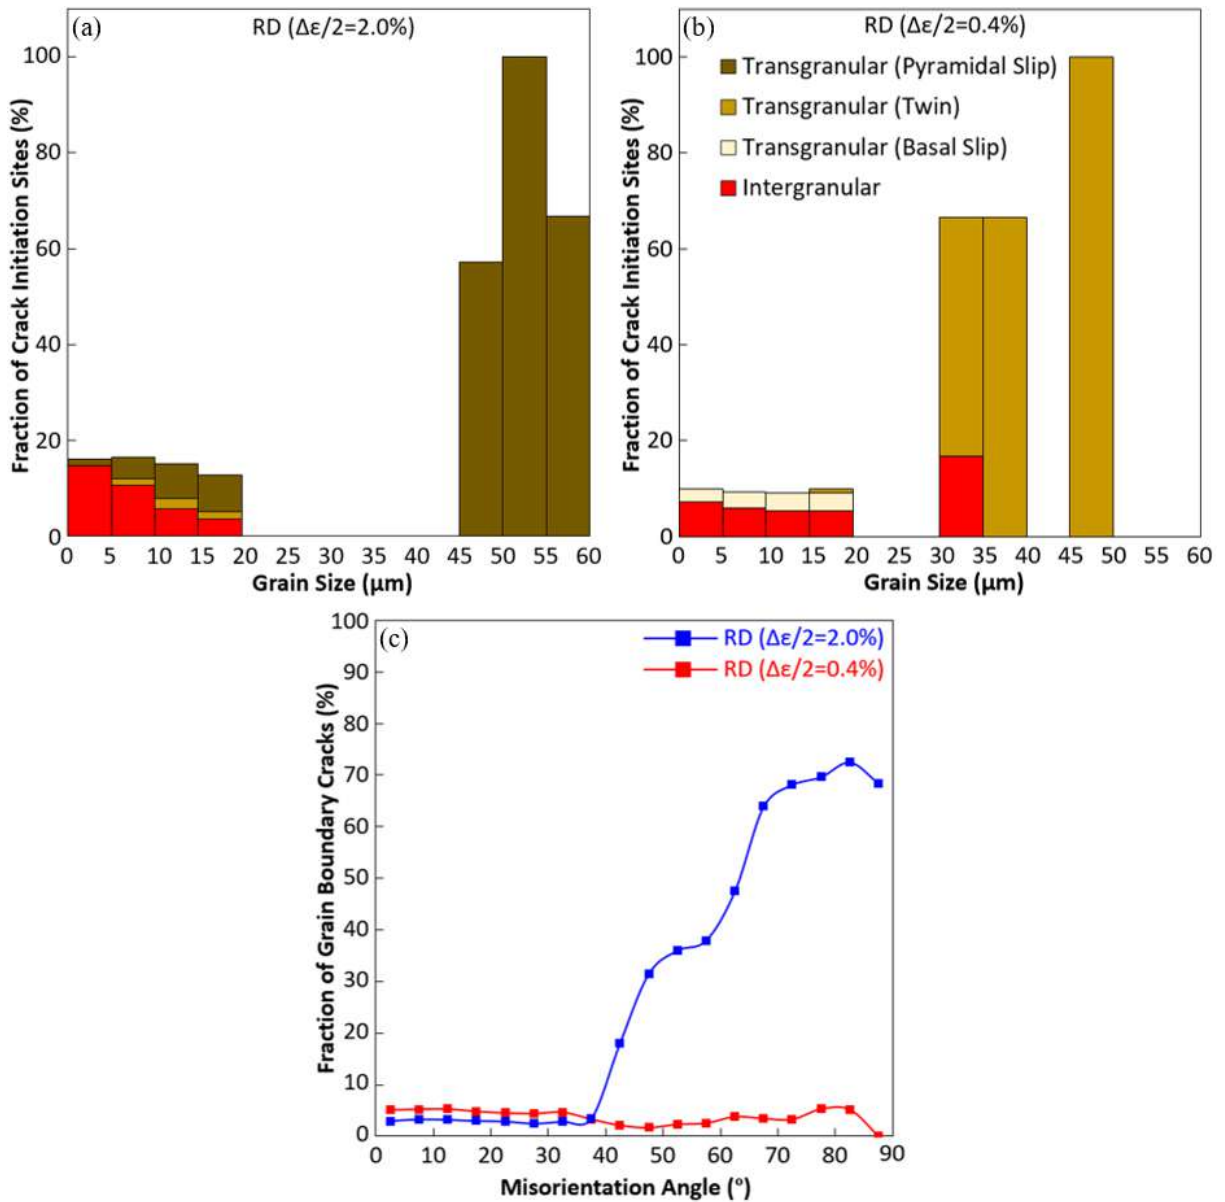 (a)
RD (Δε/2=2.0%)
Fraction of Crack Initiation Sites (%)
100
80
60
40
20
0
0 5 10 15 20 25 30 35 40 45 50 55 60
Grain Size (μm)
(b)
RD (Δε/2=0.4%)
Transgranular (Pyramidal Slip)
Transgranular (Twin)
Transgranular (Basal Slip)
Intergranular
Fraction of Crack Initiation Sites (%)
100
80
60
40
20
0
0 5 10 15 20 25 30 35 40 45 50 55 60
Grain Size (μm)
(c)
RD (Δε/2=2.0%)
RD (Δε/2=0.4%)
Fraction of Grain Boundary Cracks (%)
100
90
80
70
60
50
40
30
20
10
0
0 10 20 30 40 50 60 70 80 90
Misorientation Angle (°)